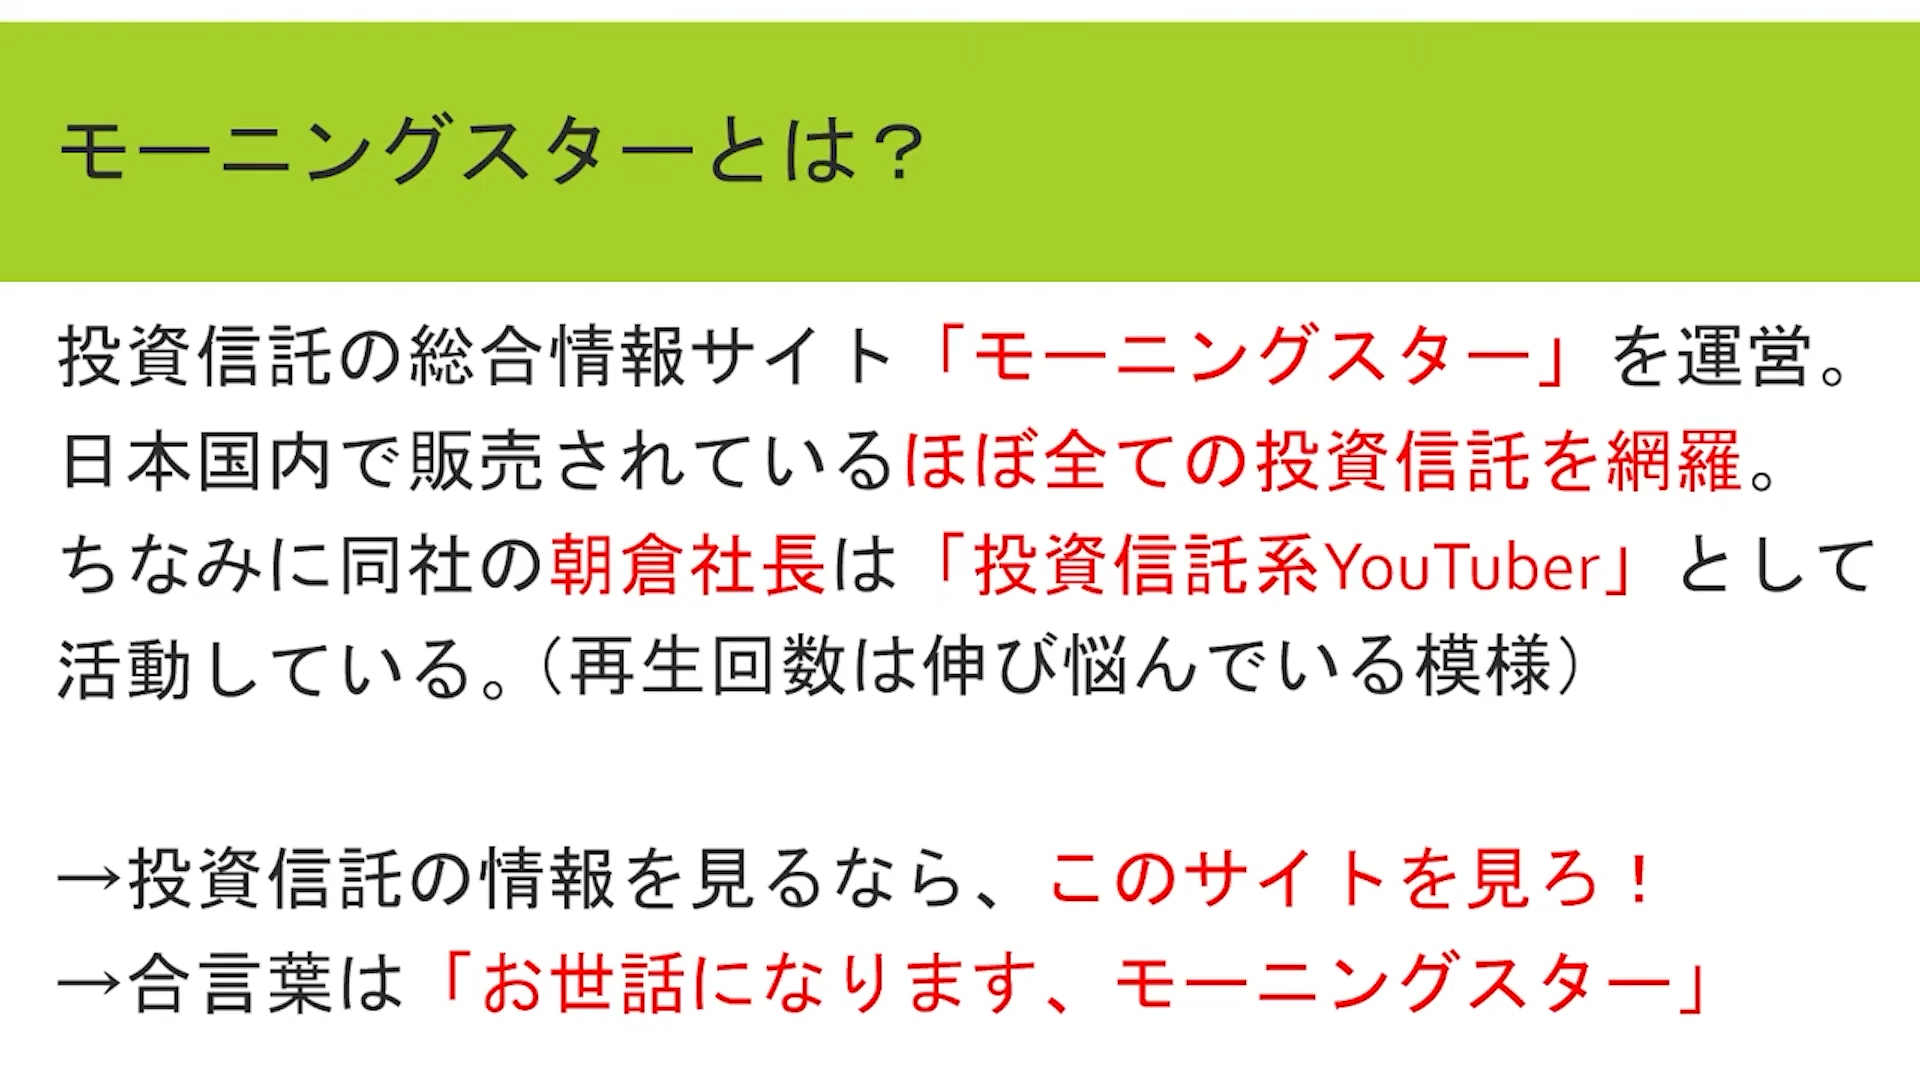 モーニングスターとは？
投資信託の総合情報サイト「モーニングスター」を運営。
日本国内で販売されているほぼ全ての投資信託を網羅。
ちなみに同社の朝倉社長は「投資信託系YouTuber」として
活動している。（再生回数は伸び悩んでいる模様）
→投資信託の情報を見るなら、このサイトを見ろ！
→合言葉は「お世話になります、モーニングスター」